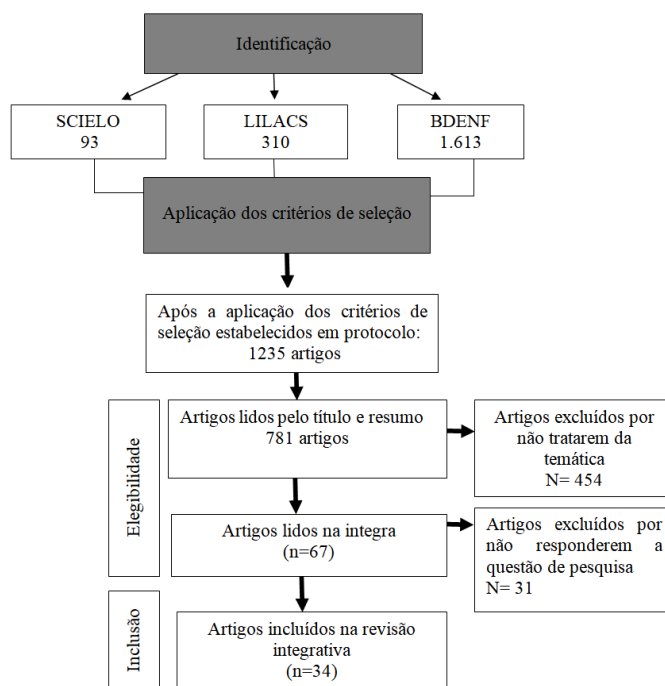 Identificação
SCIELO
93
LILACS
310
BDENF
1.613
Aplicação dos critérios de seleção
Após a aplicação dos critérios de
seleção estabelecidos em protocolo:
1235 artigos
Elegibilidade
Artigos lidos pelo título e resumo
781 artigos
Artigos excluídos por
não tratarem da
temática
N= 454
Artigos lidos na integra
(n=67)
Artigos excluídos por
não responderem a
questão de pesquisa
N= 31
Inclusão
Artigos incluídos na revisão
integrativa
(n=34)